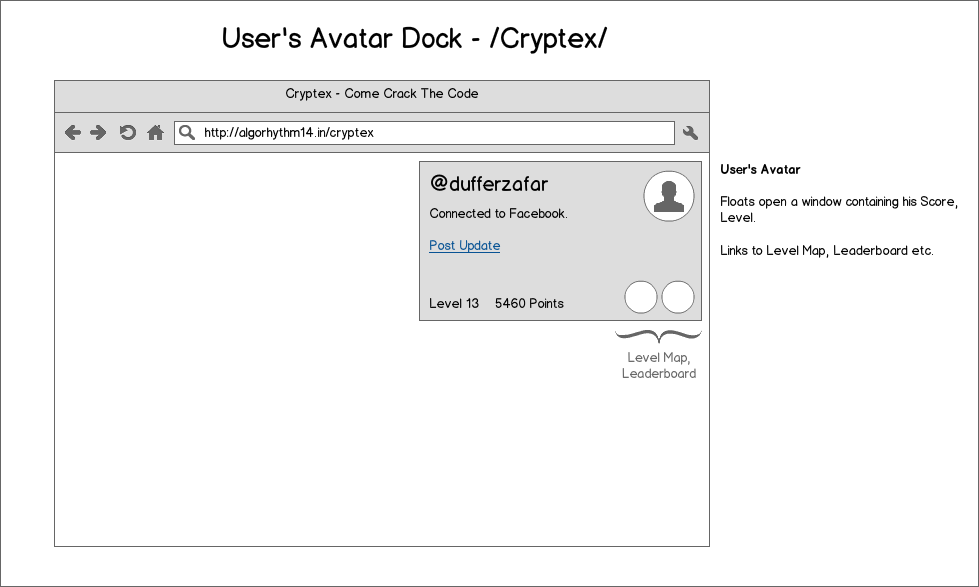 User's Avatar Dock - /Cryptex/
Cryptex - Come Crack The Code
http://algorhythm14.in/cryptex
@dufferzafar
Connected to Facebook.
Post Update
Level 13 5460 Points
Level Map,
Leaderboard
User's Avatar
Floats open a window containing his Score,
Level.
Links to Level Map, Leaderboard etc.